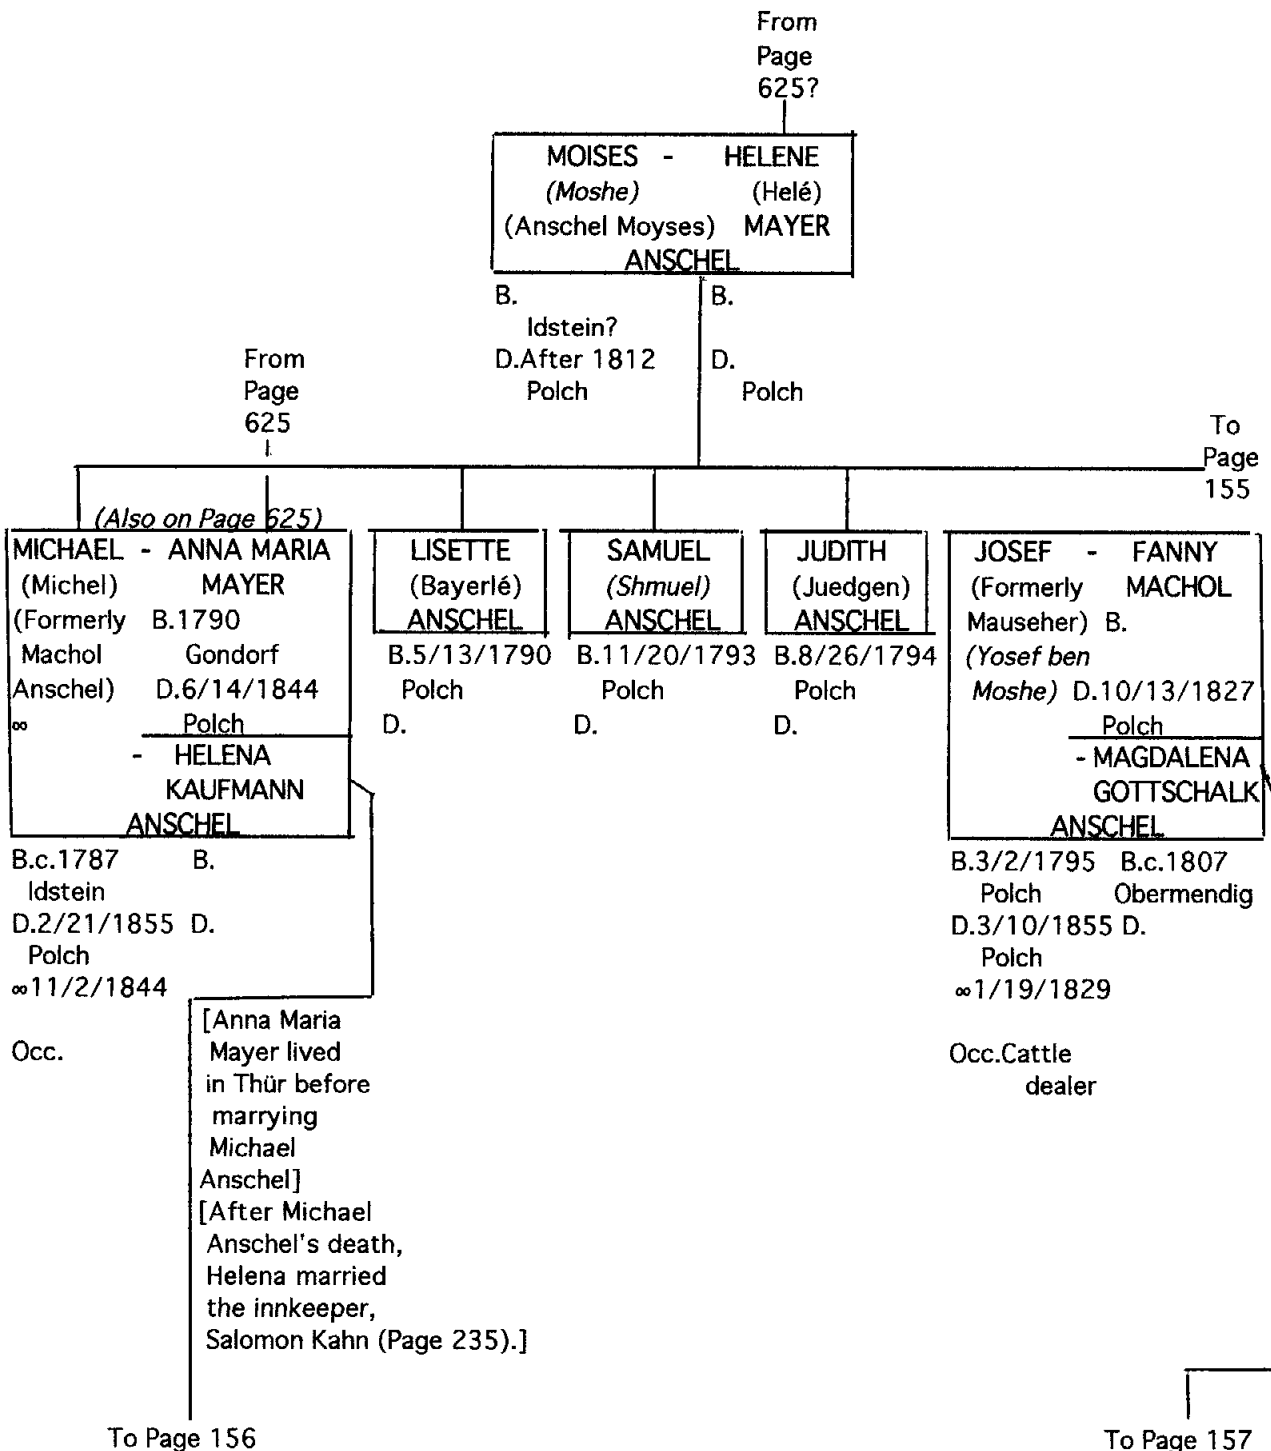 From
Page
625?
MOISES - HELENE
(Moshe) (Helé)
(Anschel Moyses) MAYER
ANSCHEL
B. B.
Idstein?
D.After 1812 D.
Polch Polch
From
Page
625
To
Page
155
(Also on Page 625)
MICHAEL - ANNA MARIA
(Michel) MAYER
(Formerly B.1790
Machol Gondorf
Anschel) D.6/14/1844
∞ Polch
- HELENA
KAUFMANN
ANSCHEL
B.c.1787 B.
Idstein
D.2/21/1855 D.
Polch
∞11/2/1844
Occ.
[Anna Maria
Mayer lived
in Thür before
marrying
Michael
Anschel]
[After Michael
Anschel's death,
Helena married
the innkeeper,
Salomon Kahn (Page 235).]
To Page 156
LISETTE
(Bayerlé)
ANSCHEL
B.5/13/1790
Polch
D.
SAMUEL
(Shmuel)
ANSCHEL
B.11/20/1793
Polch
D.
JUDITH
(Juedgen)
ANSCHEL
B.8/26/1794
Polch
D.
JOSEF - FANNY
(Formerly MACHOL
Mauseher) B.
(Yosef ben
Moshe) D.10/13/1827
Polch
- MAGDALENA
GOTTSCHALK
ANSCHEL
B.3/2/1795 B.c.1807
Polch Obermendig
D.3/10/1855 D.
Polch
∞1/19/1829
Occ.Cattle
dealer
To Page 157